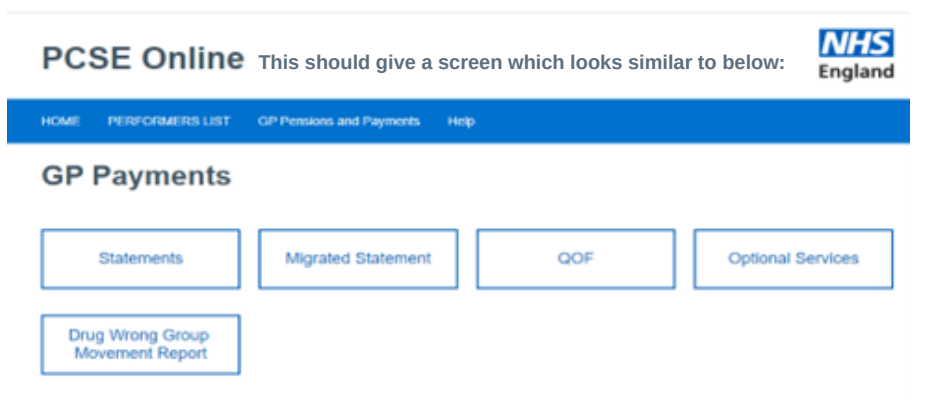 PCSE Online This should give a screen which looks similar to below:
NHS
England
HOME PERFORMERS LIST GP Pensions and Payments Help
GP Payments
Statements Migrated Statement QOF Optional Services
Drug Wrong Group
Movement Report